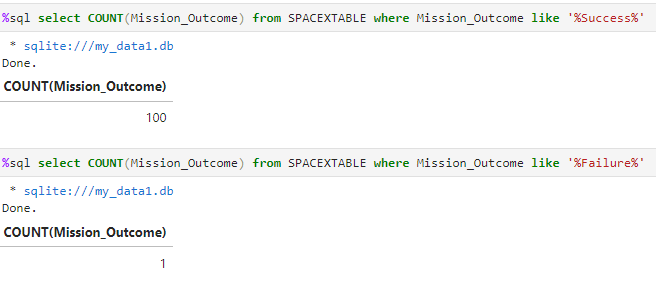 %sql select COUNT(Mission_Outcome) from SPACEXTABLE where Mission_Outcome like '%Success%'
* sqlite:///my_data1.db
Done.
COUNT(Mission_Outcome)
100
%sql select COUNT(Mission_Outcome) from SPACEXTABLE where Mission_Outcome like '%Failure%'
* sqlite:///my_data1.db
Done.
COUNT(Mission_Outcome)
1